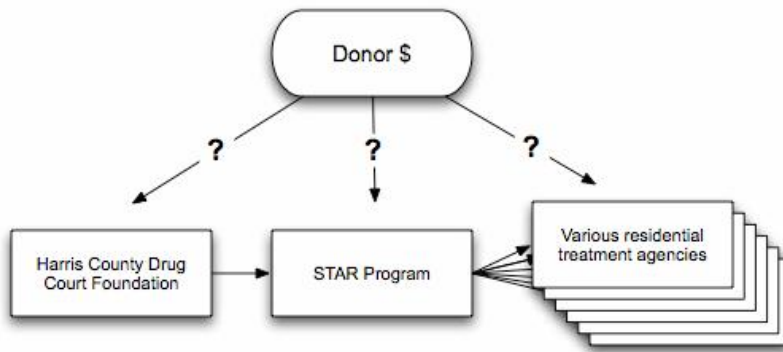 Donor $
?
?
?
Harris County Drug
Court Foundation
STAR Program
Various residential
treatment agencies